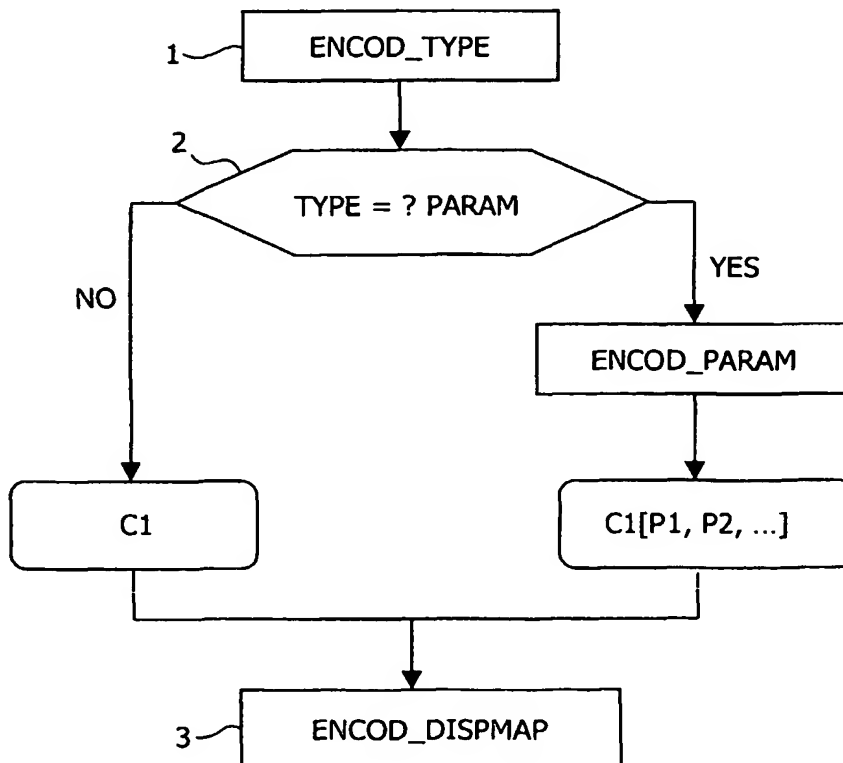 1
ENCOD_TYPE
2
TYPE = ? PARAM
NO
YES
ENCOD_PARAM
C1
C1[P1, P2, ...]
3
ENCOD_DISPMAP